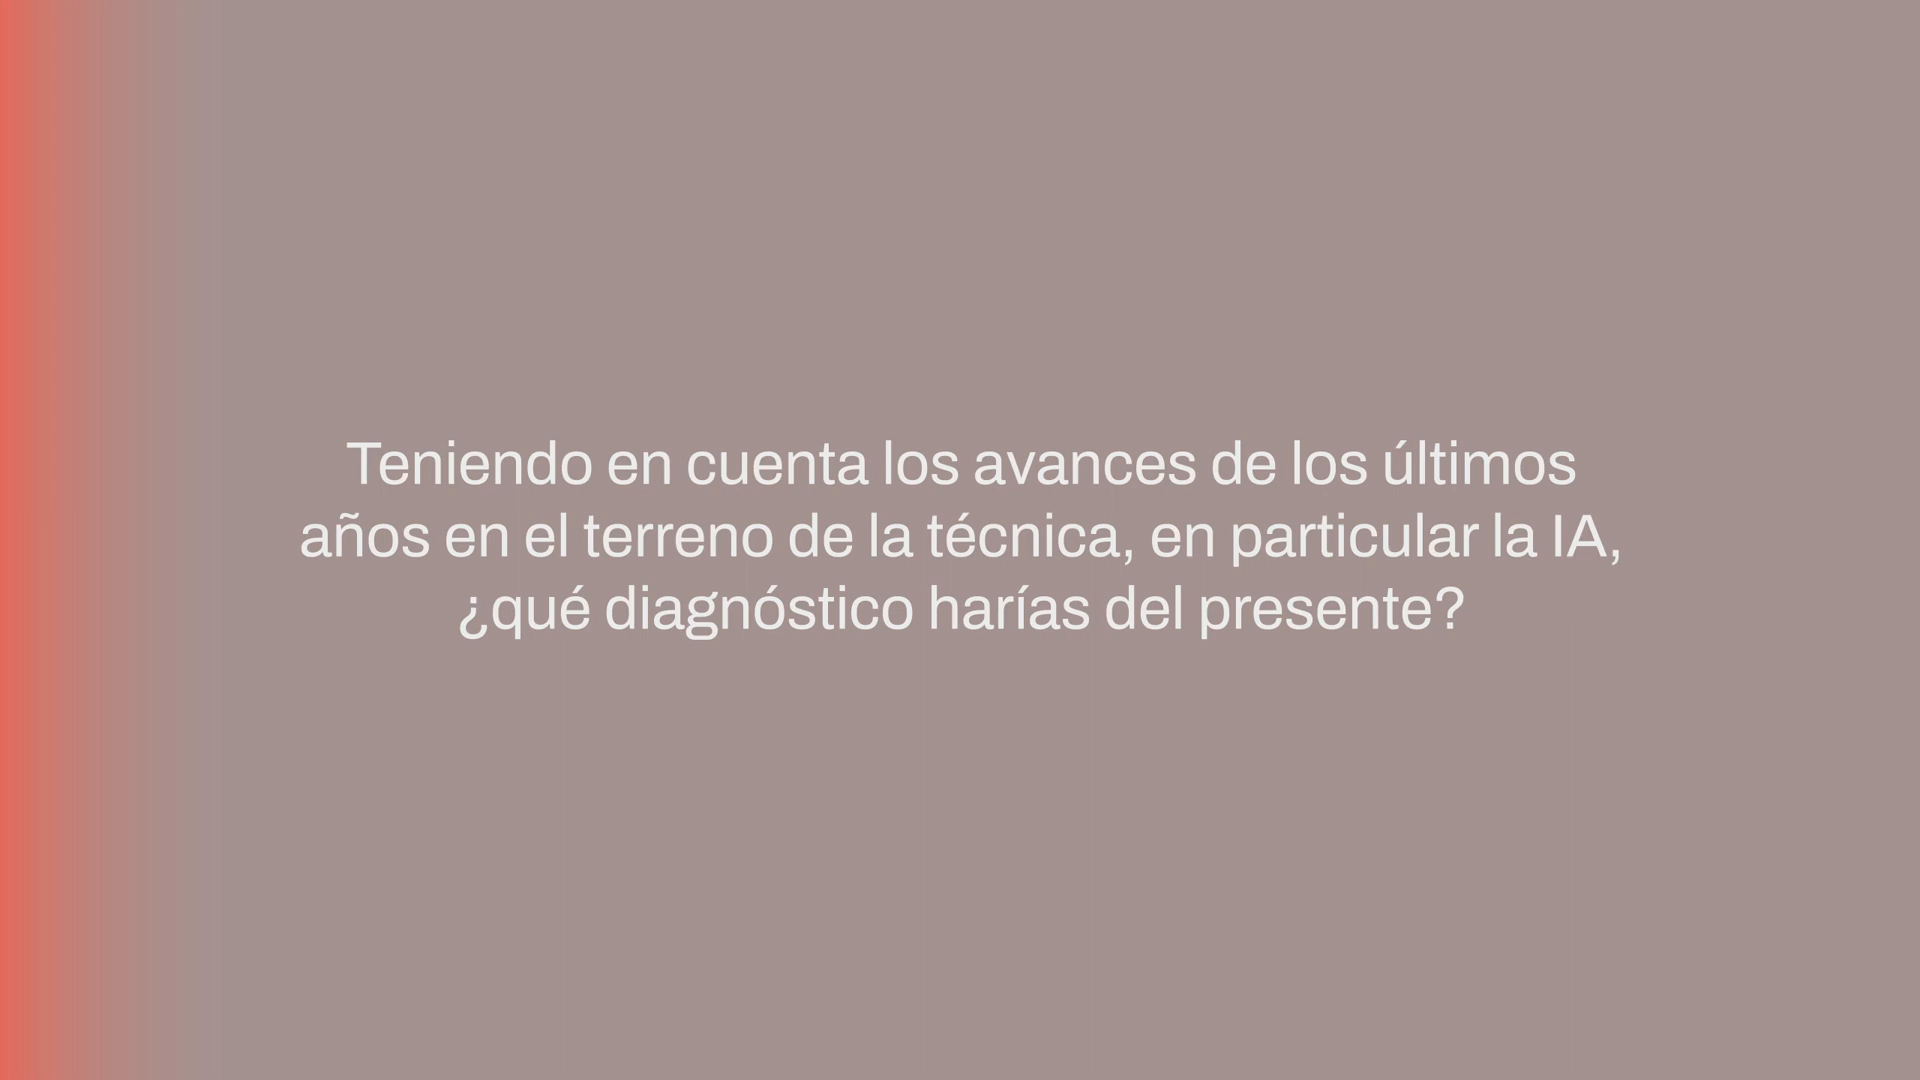 Teniendo en cuenta los avances de los últimos
años en el terreno de la técnica, en particular la IA,
¿qué diagnóstico harías del presente?